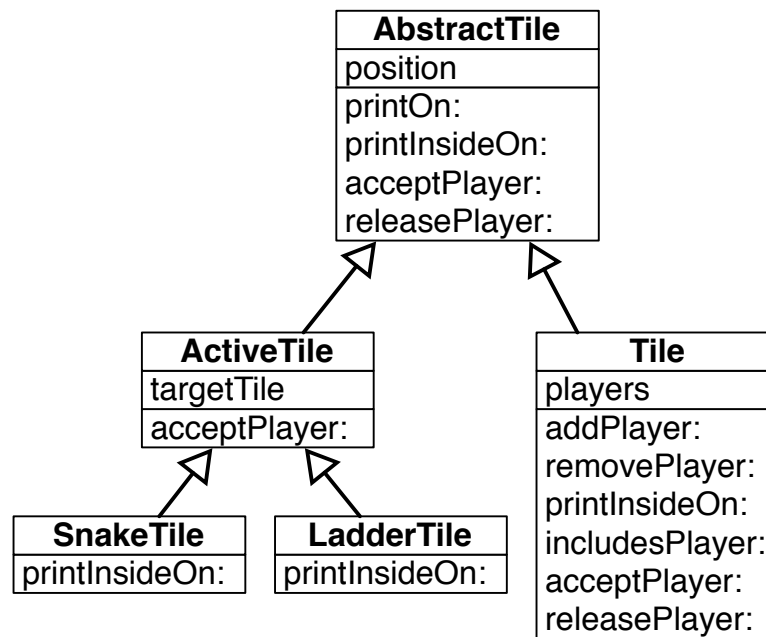 AbstractTile
position
printOn:
printInsideOn:
acceptPlayer:
releasePlayer:
ActiveTile
targetTile
acceptPlayer:
Tile
players
addPlayer:
removePlayer:
printInsideOn:
includesPlayer:
acceptPlayer:
releasePlayer:
SnakeTile
printInsideOn:
LadderTile
printInsideOn: